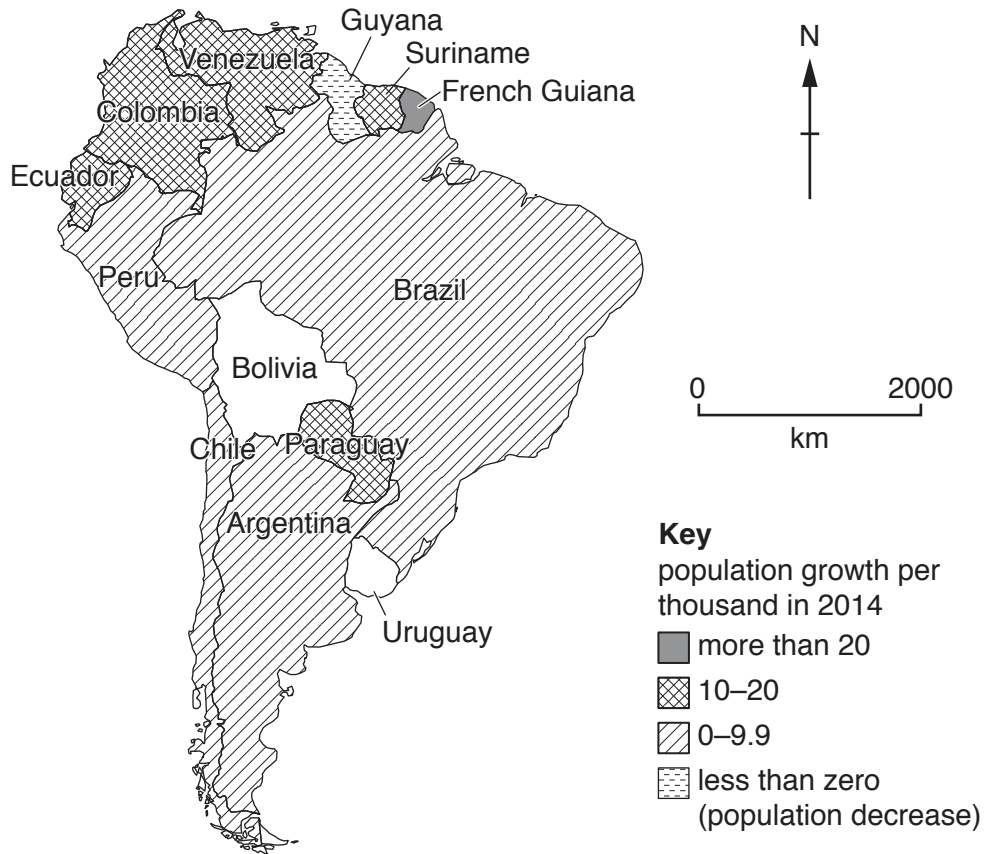 Guyana
Suriname
French Guiana
Venezuela
Colombia
Ecuador
Peru
Brazil
Bolivia
Chile
Paraguay
Argentina
Uruguay
N
0 2000
km
Key
population growth per
thousand in 2014
more than 20
10–20
0–9.9
less than zero
(population decrease)